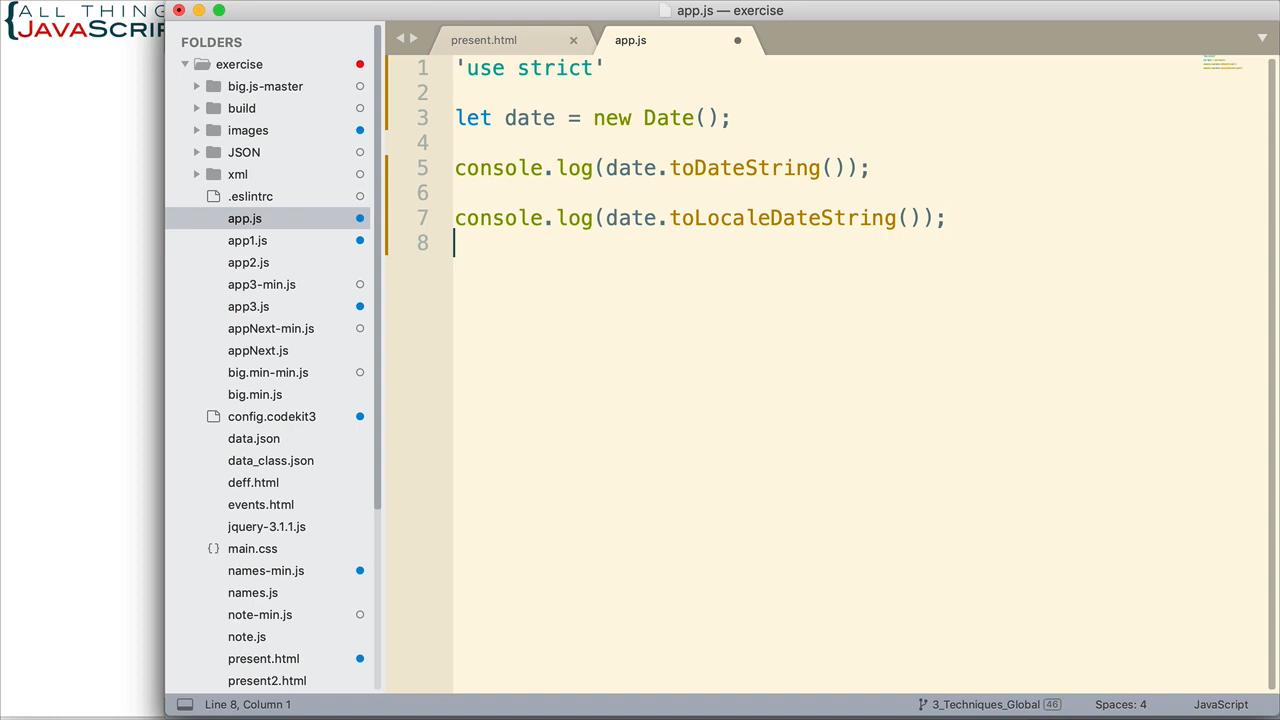 {ALL THING
JAVASCRIP
app.js — exercise
FOLDERS
exercise
big.js-master
build
images
JSON
xml
.eslintrc
app.js
app1.js
app2.js
app3-min.js
app3.js
appNext-min.js
appNext.js
big.min-min.js
big.min.js
config.codekit3
data.json
data_class.json
deff.html
events.html
jquery-3.1.1.js
{} main.css
names-min.js
names.js
note-min.js
note.js
present.html
present2.html
present.html × app.js
1 'use strict'
2
3 let date = new Date();
4
5 console.log(date.toDateString());
6
7 console.log(date.toLocaleDateString());
8
Line 8, Column 1 3_Techniques_Global 46 Spaces: 4 JavaScript